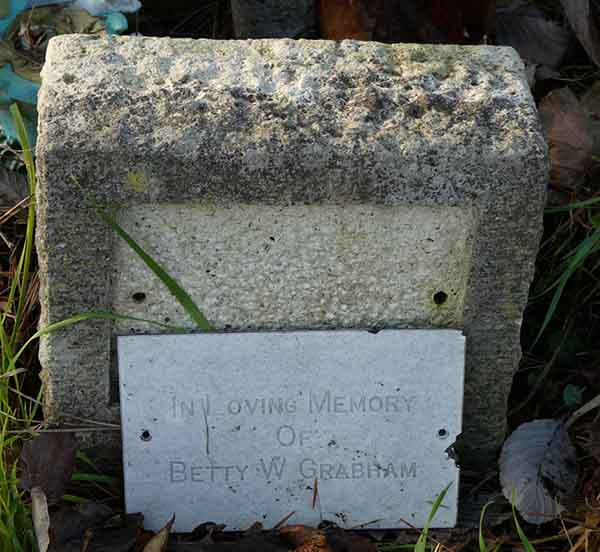 In Loving Memory
Of
Betty W Grabham